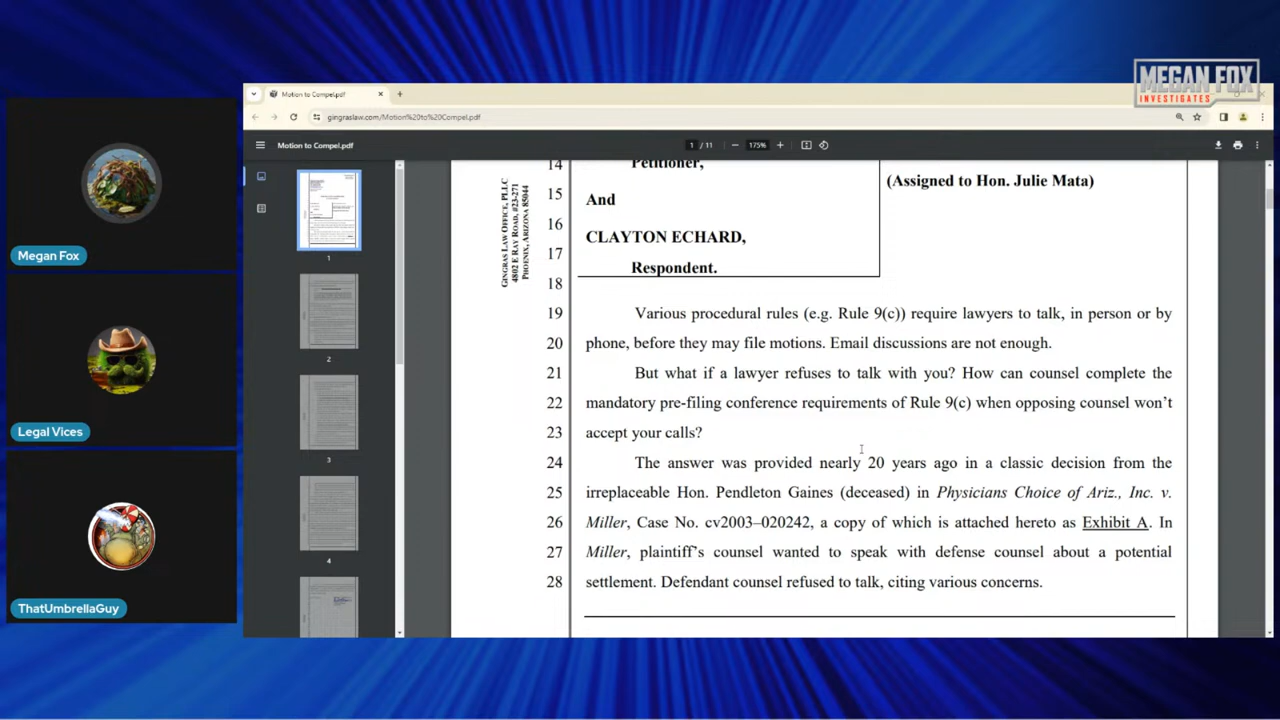 MEGAN FOX
INVESTIGATES
Motion to Compel.pdf
gingraslaw.com/Motion%20to%20Compel.pdf
Motion to Compel.pdf
1 / 11
175%
Megan Fox
Legal Vices
ThatUmbrellaGuy
1
2
3
4
GINGRAS LAW OFFICE, PLLC
4802 E RAY ROAD, #23-271
PHOENIX, ARIZONA 85044
14 Petitioner,
15 (Assigned to Hon. Julie Mata)
And
16 CLAYTON ECHARD,
17 Respondent.
18
19 Various procedural rules (e.g. Rule 9(c)) require lawyers to talk, in person or by
20 phone, before they may file motions. Email discussions are not enough.
21 But what if a lawyer refuses to talk with you? How can counsel complete the
22 mandatory pre-filing conference requirements of Rule 9(c) when opposing counsel won't
23 accept your calls?
24 The answer was provided nearly 20 years ago in a classic decision from the
25 irreplaceable Hon. Pendleton Gaines (deceased) in Physicians Choice of Ariz., Inc. v.
26 Miller, Case No. cv2003–020242, a copy of which is attached hereto as Exhibit A. In
27 Miller, plaintiff's counsel wanted to speak with defense counsel about a potential
28 settlement. Defendant counsel refused to talk, citing various concerns.